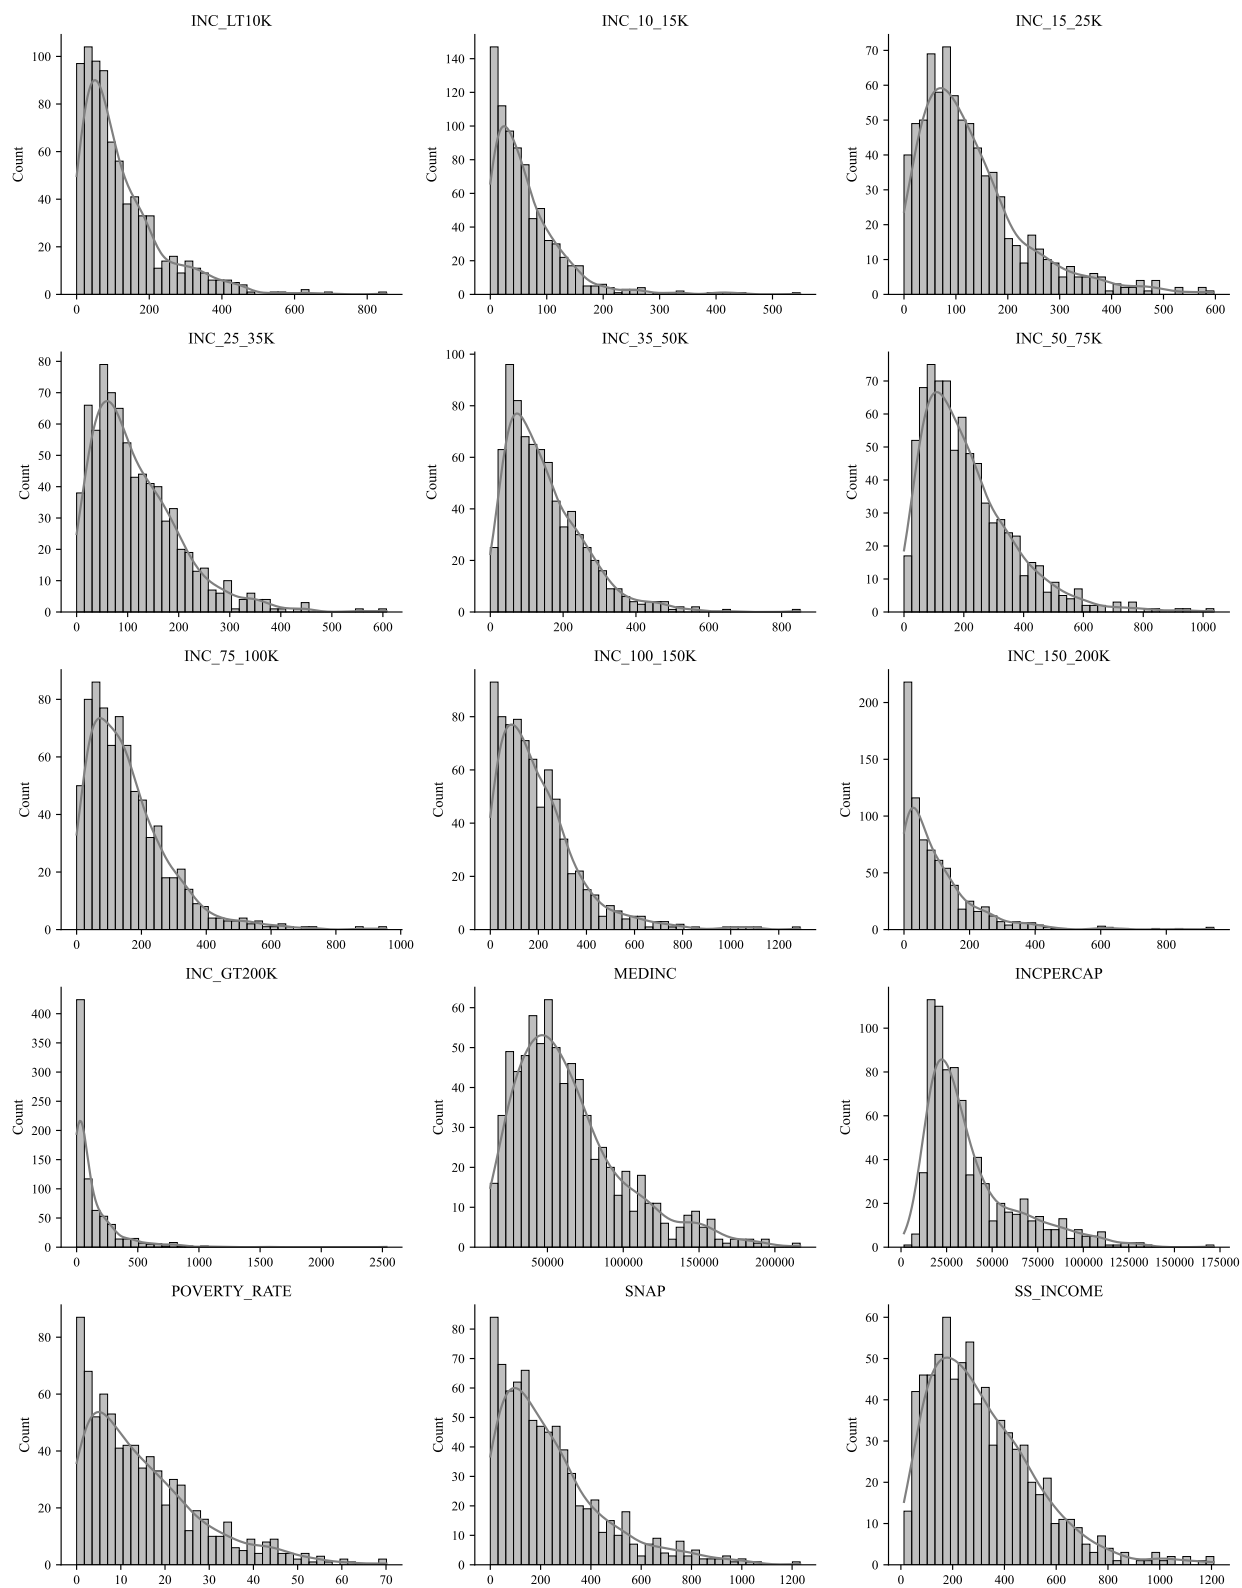 INC_LT10K INC_10_15K INC_15_25K
Count 0 20 40 60 80 100
0 200 400 600 800
Count 0 20 40 60 80 100 120 140
0 100 200 300 400 500
Count 0 10 20 30 40 50 60 70
0 100 200 300 400 500 600
INC_25_35K INC_35_50K INC_50_75K
Count 0 10 20 30 40 50 60 70 80
0 100 200 300 400 500 600
Count 0 20 40 60 80 100
0 200 400 600 800
Count 0 10 20 30 40 50 60 70
0 200 400 600 800 1000
INC_75_100K INC_100_150K INC_150_200K
Count 0 20 40 60 80
0 200 400 600 800 1000
Count 0 20 40 60 80
0 200 400 600 800 1000 1200
Count 0 50 100 150 200
0 200 400 600 800
INC_GT200K MEDINC INCPERCAP
Count 0 50 100 150 200 250 300 350 400
0 500 1000 1500 2000 2500
Count 0 10 20 30 40 50 60
50000 100000 150000 200000
Count 0 20 40 60 80 100
0 25000 50000 75000 100000 125000 150000 175000
POVERTY_RATE SNAP SS_INCOME
Count 0 20 40 60 80
0 10 20 30 40 50 60 70
Count 0 10 20 30 40 50 60 70 80
0 200 400 600 800 1000 1200
Count 0 10 20 30 40 50 60
0 200 400 600 800 1000 1200